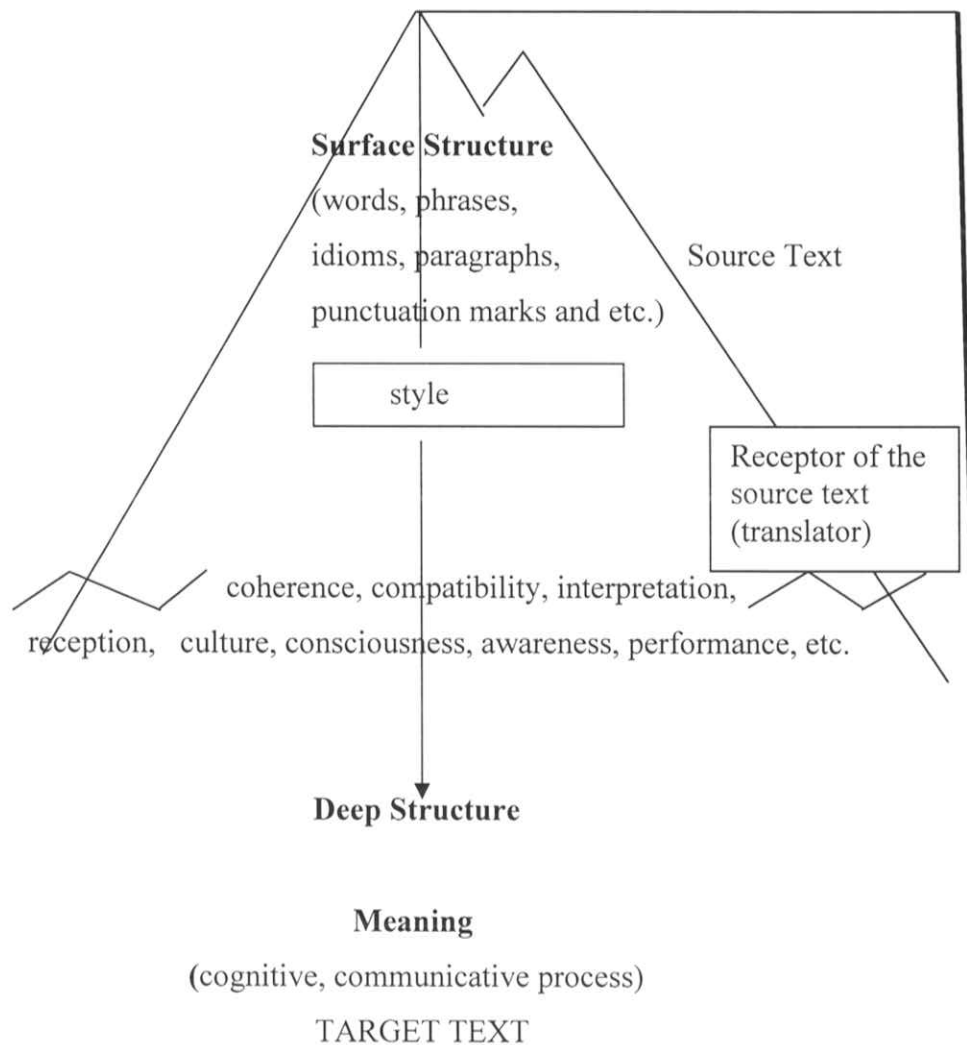 Surface Structure
(words, phrases,
idioms, paragraphs,
Source Text
punctuation marks and etc.)
style
Receptor of the
source text
(translator)
coherence, compatibility, interpretation,
reception, culture, consciousness, awareness, performance, etc.
Deep Structure
Meaning
(cognitive, communicative process)
TARGET TEXT